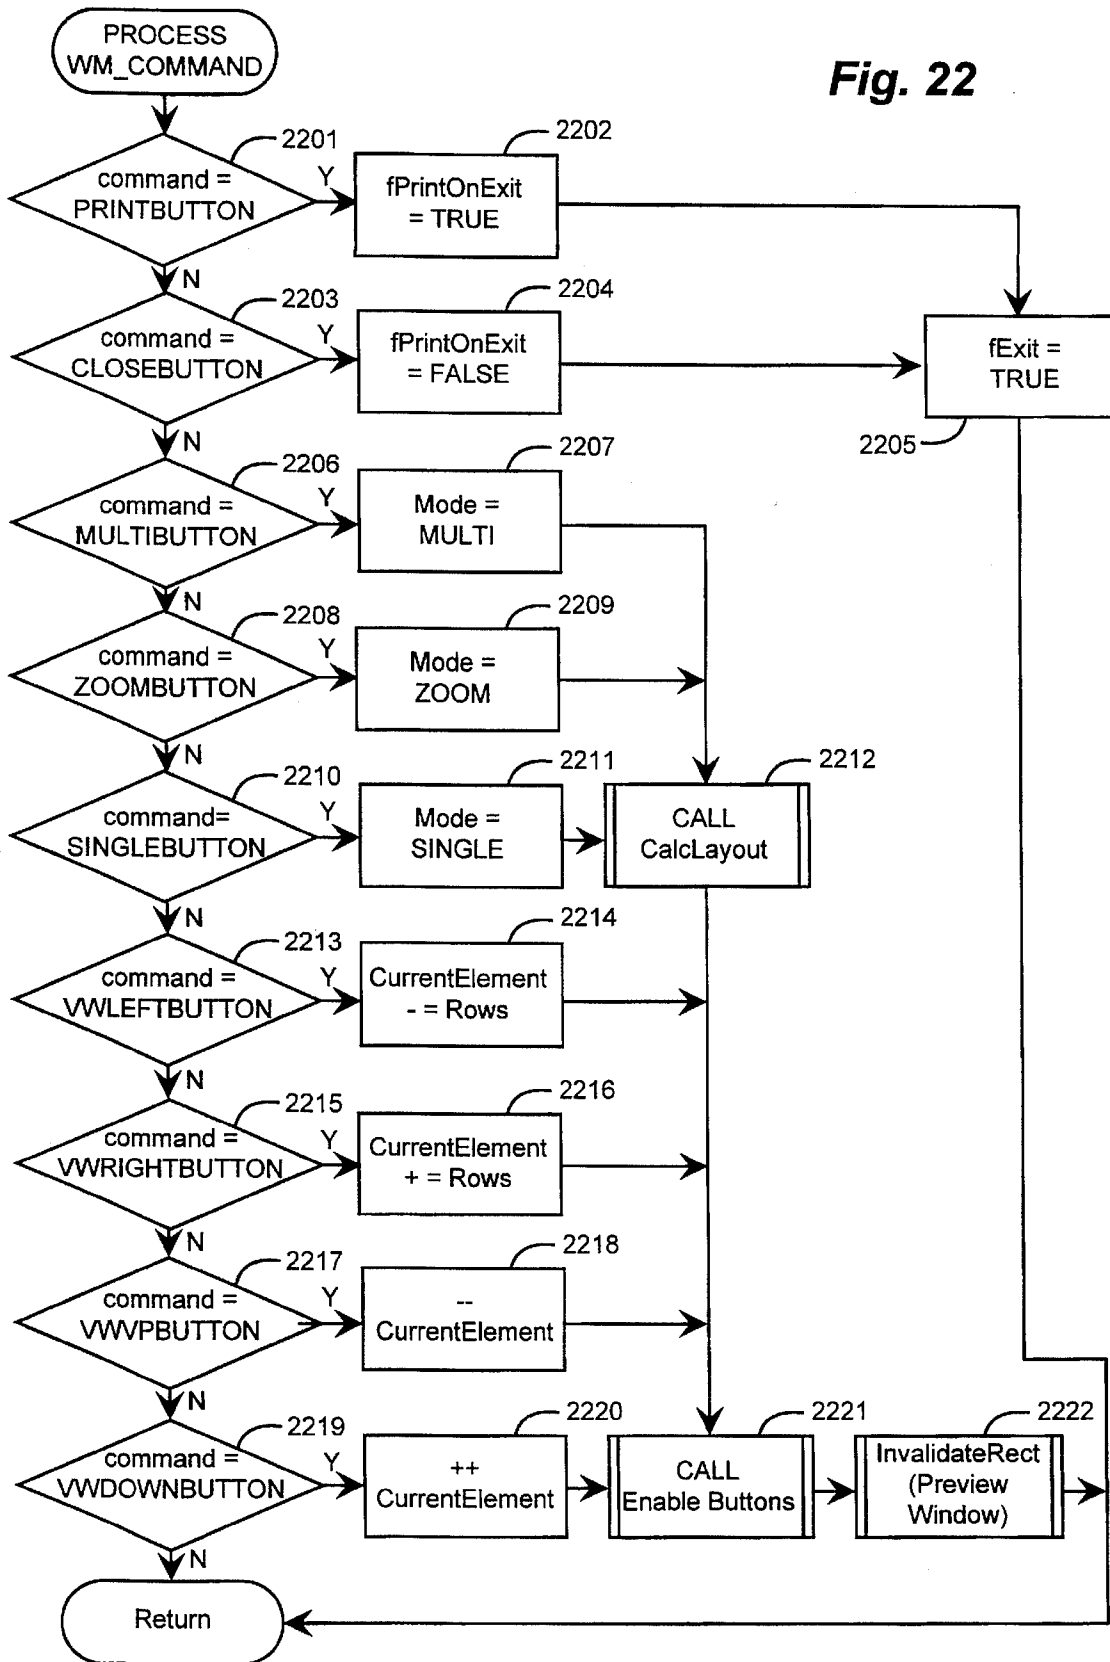 PROCESS
WM_COMMAND
Fig. 22
2201
command =
PRINTBUTTON
Y
2202
fPrintOnExit
= TRUE
N
2203
command =
CLOSEBUTTON
Y
2204
fPrintOnExit
= FALSE
fExit =
TRUE
2205
N
2206
command =
MULTIBUTTON
Y
2207
Mode =
MULTI
N
2208
command =
ZOOMBUTTON
Y
2209
Mode =
ZOOM
N
2210
command=
SINGLEBUTTON
Y
2211
Mode =
SINGLE
2212
CALL
CalcLayout
N
2213
command =
VWLEFTBUTTON
Y
2214
CurrentElement
- = Rows
N
2215
command =
VWRIGHTBUTTON
Y
2216
CurrentElement
+ = Rows
N
2217
command =
VWVPBUTTON
Y
2218
--
CurrentElement
N
2219
command =
VWDOWNBUTTON
Y
2220
++
CurrentElement
2221
CALL
Enable Buttons
2222
InvalidateRect
(Preview
Window)
N
Return